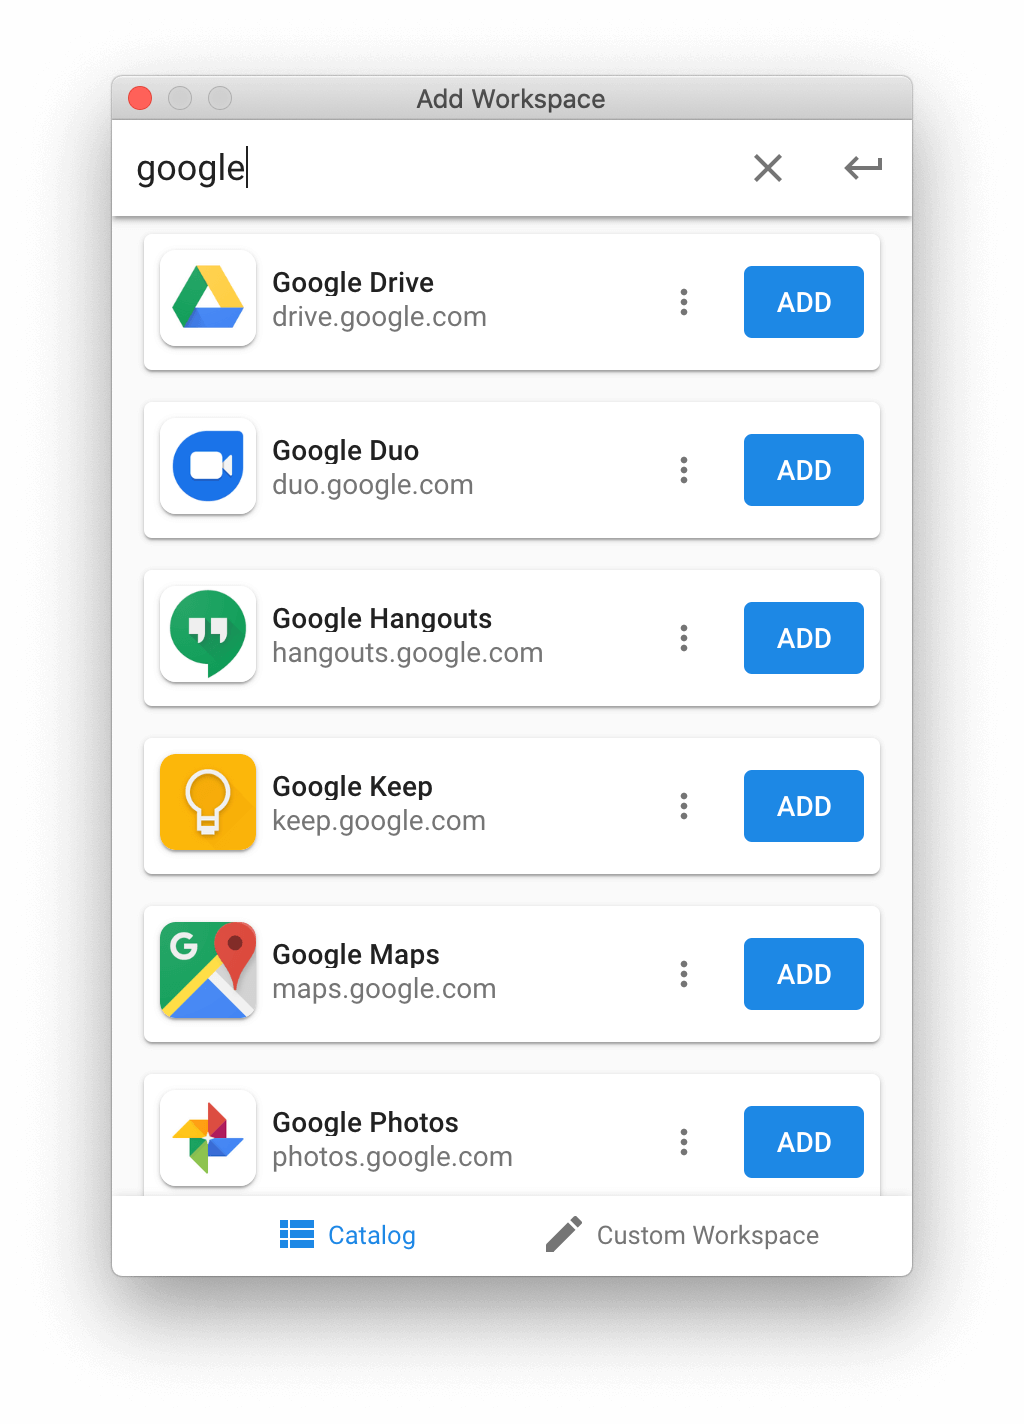 Add Workspace
google
Google Drive
drive.google.com
ADD
Google Duo
duo.google.com
ADD
Google Hangouts
hangouts.google.com
ADD
Google Keep
keep.google.com
ADD
G
Google Maps
maps.google.com
ADD
Google Photos
photos.google.com
ADD
Catalog
Custom Workspace